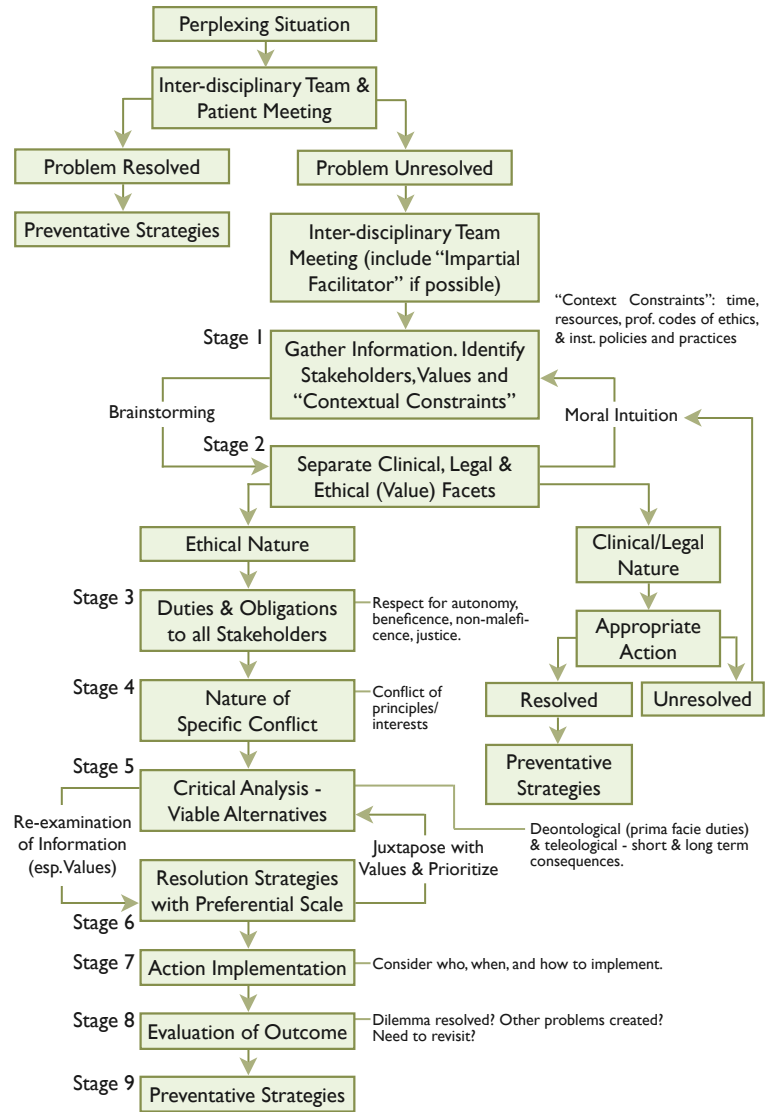 Perplexing Situation
Inter-disciplinary Team &
Patient Meeting
Problem Resolved
Problem Unresolved
Preventative Strategies
Inter-disciplinary Team
Meeting (include “Impartial
Facilitator” if possible)
“Context Constraints”: time,
resources, prof. codes of ethics,
& inst. policies and practices
Stage 1
Gather Information. Identify
Stakeholders, Values and
“Contextual Constraints”
Brainstorming
Moral Intuition
Stage 2
Separate Clinical, Legal &
Ethical (Value) Facets
Ethical Nature
Clinical/Legal
Nature
Stage 3
Duties & Obligations
to all Stakeholders
Respect for autonomy,
beneficence, non-malefi-
cence, justice.
Appropriate
Action
Stage 4
Nature of
Specific Conflict
Conflict of
principles/
interests
Resolved
Unresolved
Preventative
Strategies
Stage 5
Critical Analysis -
Viable Alternatives
Re-examination
of Information
(esp. Values)
Juxtapose with
Values & Prioritize
Deontological (prima facie duties)
& teleological - short & long term
consequences.
Resolution Strategies
with Preferential Scale
Stage 6
Stage 7
Action Implementation
Consider who, when, and how to implement.
Stage 8
Evaluation of Outcome
Dilemma resolved? Other problems created?
Need to revisit?
Stage 9
Preventative Strategies